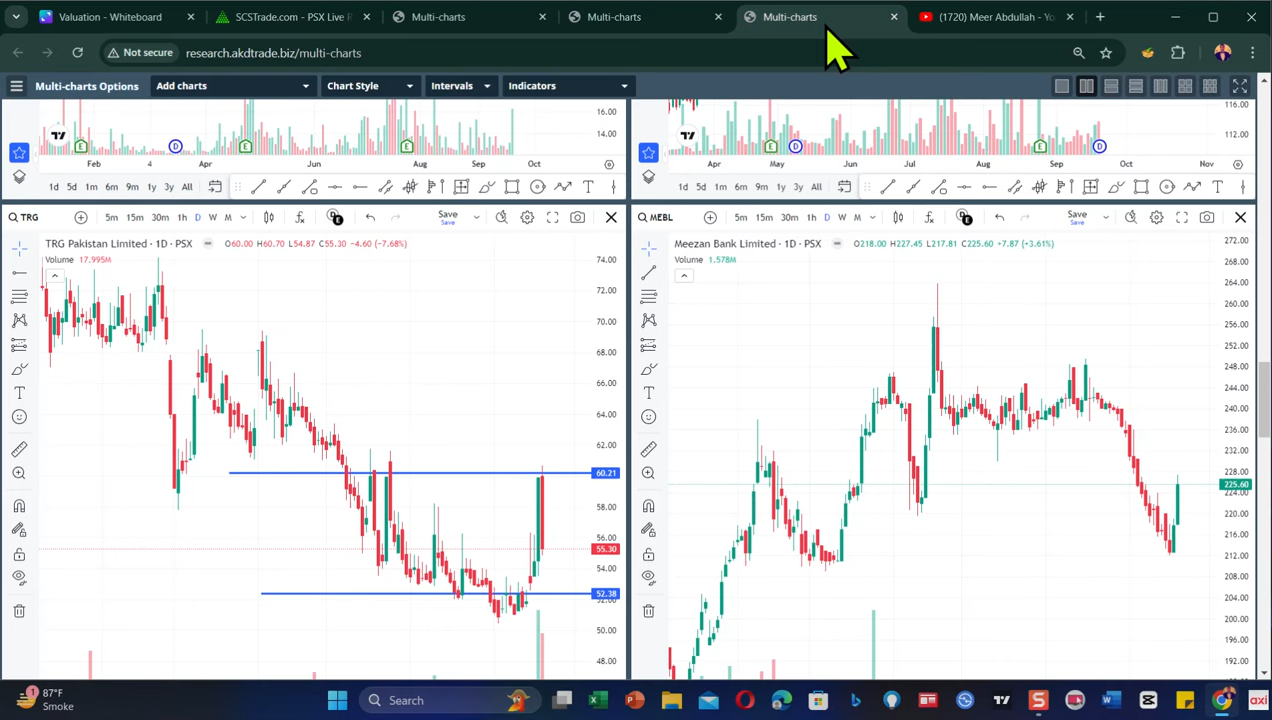 Valuation - Whiteboard
SCSTrade.com - PSX Live R
Multi-charts
Multi-charts
Multi-charts
(1720) Meer Abdullah - Yo
Not secure
research.akdtrade.biz/multi-charts
Multi-charts Options
Add charts
Chart Style
Intervals
Indicators
16.00
14.00
E D E E
Feb 4 Apr Jun Aug Sep Oct
1d 5d 1m 6m 9m 1y 3y All
116.00
112.00
E D E D
Apr May Jun Jul Aug Sep Oct Nov
1d 5d 1m 6m 9m 1y 3y All
TRG
5m 15m 30m 1h D W M
D E
Save
Save
TRG Pakistan Limited · 1D · PSX
O60.00 H60.70 L54.87 C55.30 -4.60 (-7.68%)
Volume 17.995M
74.00
72.00
70.00
68.00
66.00
64.00
62.00
60.21
58.00
56.00
55.30
54.00
52.38
50.00
48.00
MEBL
5m 15m 30m 1h D W M
D E
Save
Save
Meezan Bank Limited · 1D · PSX
O218.00 H227.45 L217.81 C225.60 +7.87 (+3.61%)
Volume 1.578M
272.00
268.00
264.00
260.00
256.00
252.00
248.00
244.00
240.00
236.00
232.00
228.00
225.60
224.00
220.00
216.00
212.00
208.00
204.00
200.00
196.00
192.00
1
87°F
Smoke
Search
axi